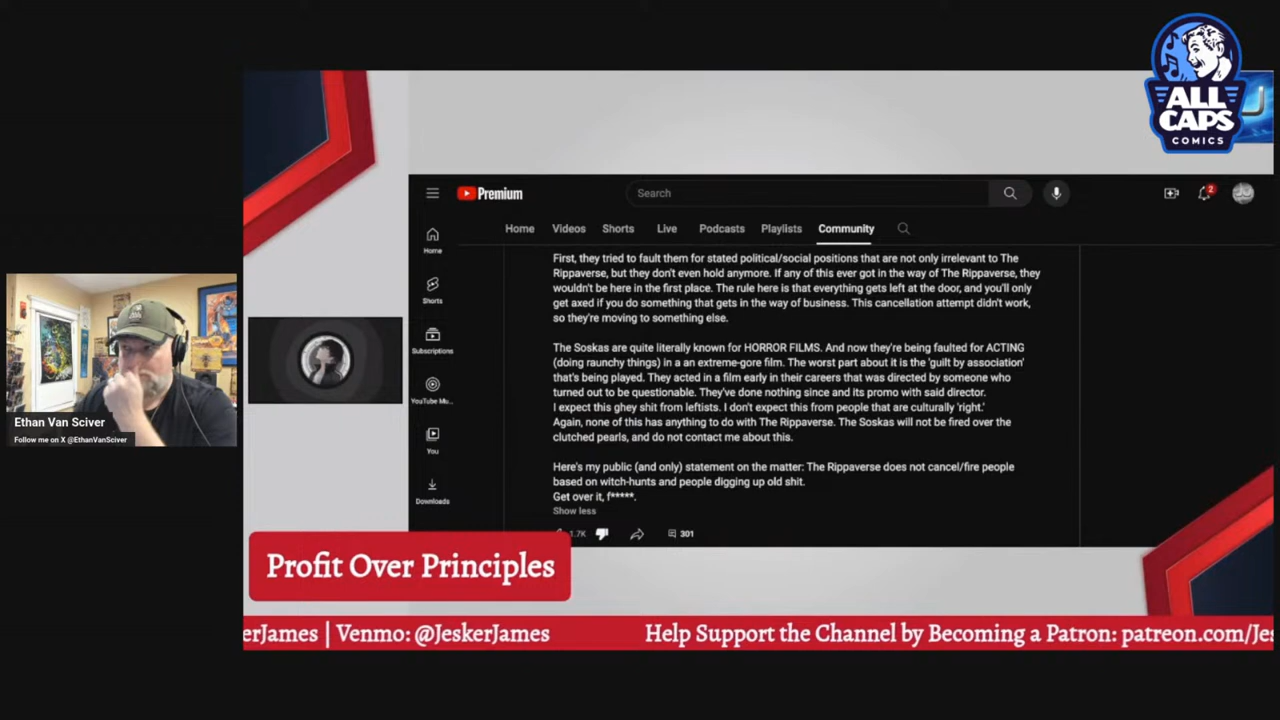 ALL
CAPS
COMICS
Premium
Search
2
Home
Videos
Shorts
Live
Podcasts
Playlists
Community
Home
Shorts
Subscriptions
YouTube Mu...
You
Downloads
First, they tried to fault them for stated political/social positions that are not only irrelevant to The
Rippaverse, but they don't even hold anymore. If any of this ever got in the way of The Rippaverse, they
wouldn't be here in the first place. The rule here is that everything gets left at the door, and you'll only
get axed if you do something that gets in the way of business. This cancellation attempt didn't work,
so they're moving to something else.
The Soskas are quite literally known for HORROR FILMS. And now they're being faulted for ACTING
(doing raunchy things) in a an extreme-gore film. The worst part about it is the 'guilt by association'
that's being played. They acted in a film early in their careers that was directed by someone who
turned out to be questionable. They've done nothing since and its promo with said director.
I expect this ghey shit from leftists. I don't expect this from people that are culturally 'right.'
Again, none of this has anything to do with The Rippaverse. The Soskas will not be fired over the
clutched pearls, and do not contact me about this.
Here's my public (and only) statement on the matter: The Rippaverse does not cancel/fire people
based on witch-hunts and people digging up old shit.
Get over it, f*****.
Show less
1.7K
301
Ethan Van Sciver
Follow me on X @EthanVanSciver
Profit Over Principles
erJames | Venmo: @JeskerJames
Help Support the Channel by Becoming a Patron: patreon.com/Jes